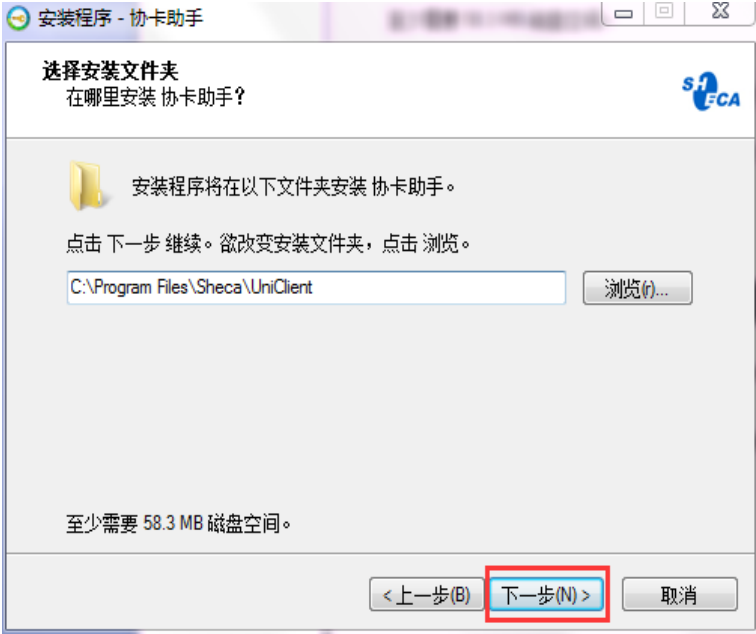 安装程序 - 协卡助手
选择安装文件夹
在哪里安装 协卡助手?
SHECA
安装程序将在以下文件夹安装 协卡助手。
点击 下一步 继续。欲改变安装文件夹，点击 浏览。
C:\Program Files\Sheca\UniClient
浏览(r)...
至少需要 58.3 MB 磁盘空间。
< 上一步(B)
下一步(N) >
取消